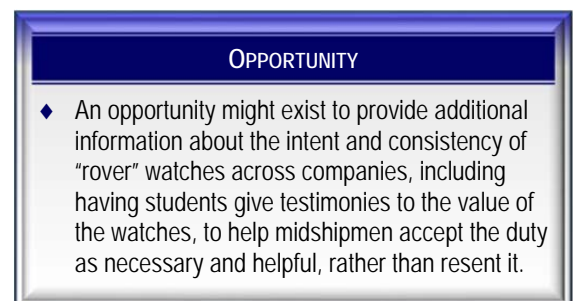 OPPORTUNITY
♦ An opportunity might exist to provide additional
information about the intent and consistency of
“rover” watches across companies, including
having students give testimonies to the value of
the watches, to help midshipmen accept the duty
as necessary and helpful, rather than resent it.